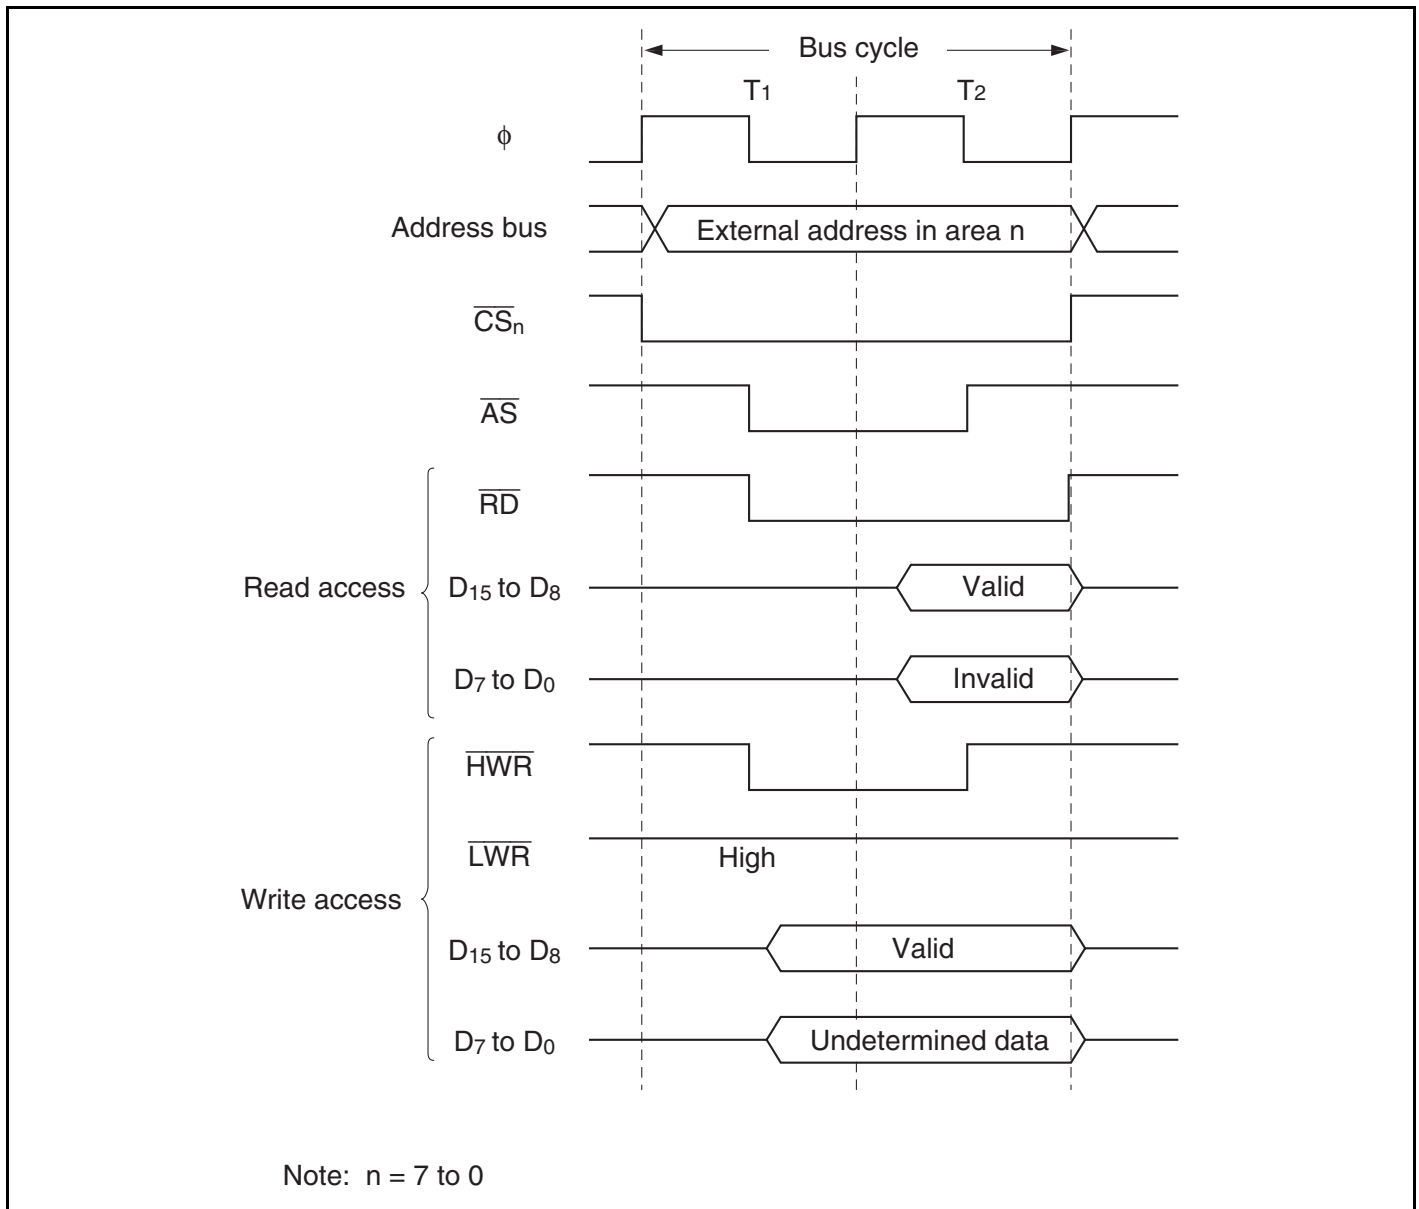 Bus cycle
T1 T2
ϕ
Address bus External address in area n
CSn
AS
RD
Read access D15 to D8 Valid
D7 to D0 Invalid
HWR
LWR High
Write access
D15 to D8 Valid
D7 to D0 Undetermined data
Note: n = 7 to 0